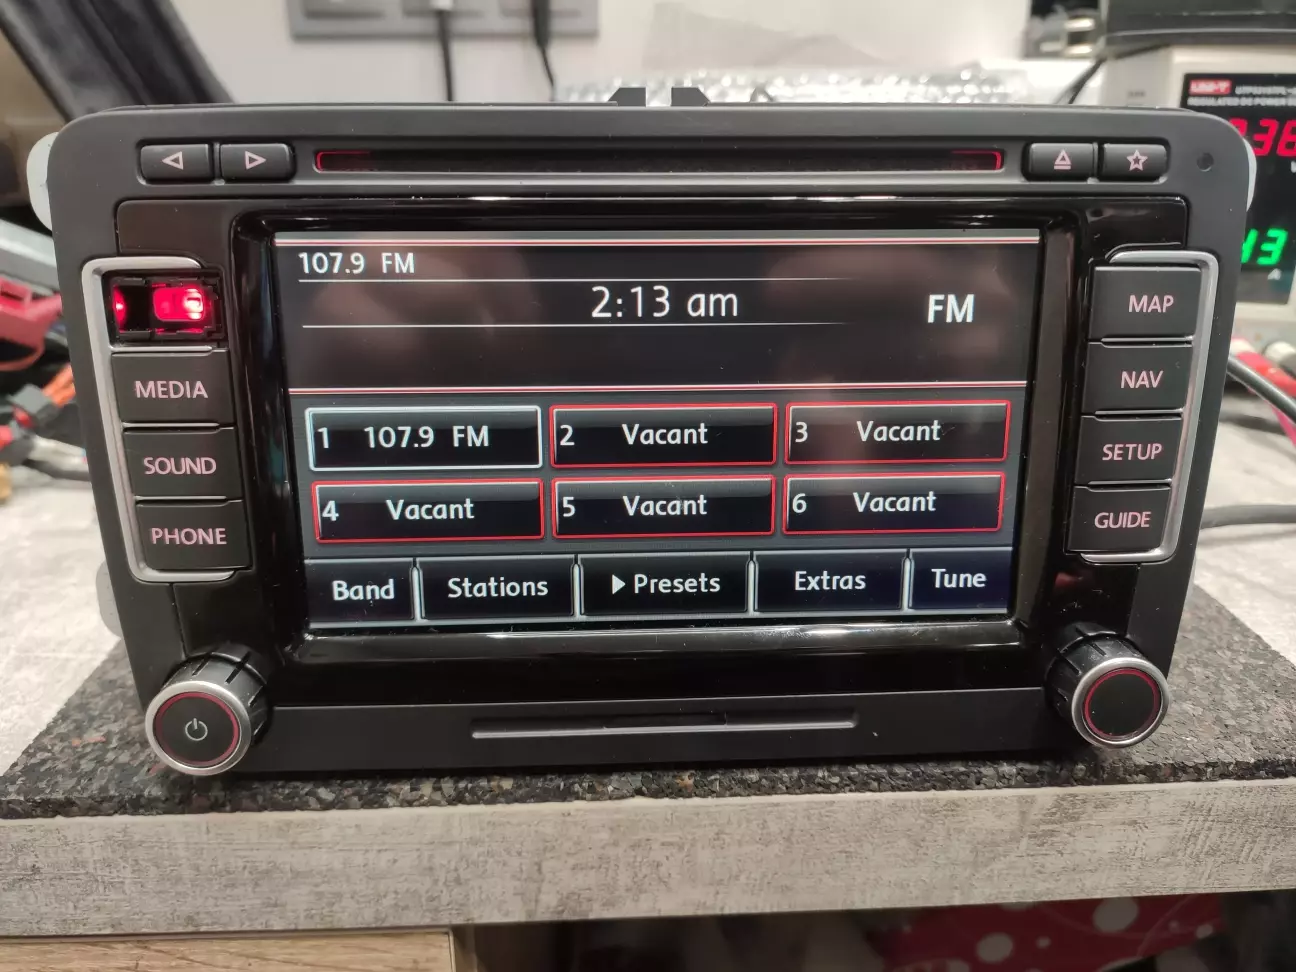 UNI-T
107.9 FM
2:13 am
FM
MAP
MEDIA
NAV
1 107.9 FM
2 Vacant
3 Vacant
SOUND
SETUP
4 Vacant
5 Vacant
6 Vacant
PHONE
GUIDE
Band
Stations
Presets
Extras
Tune